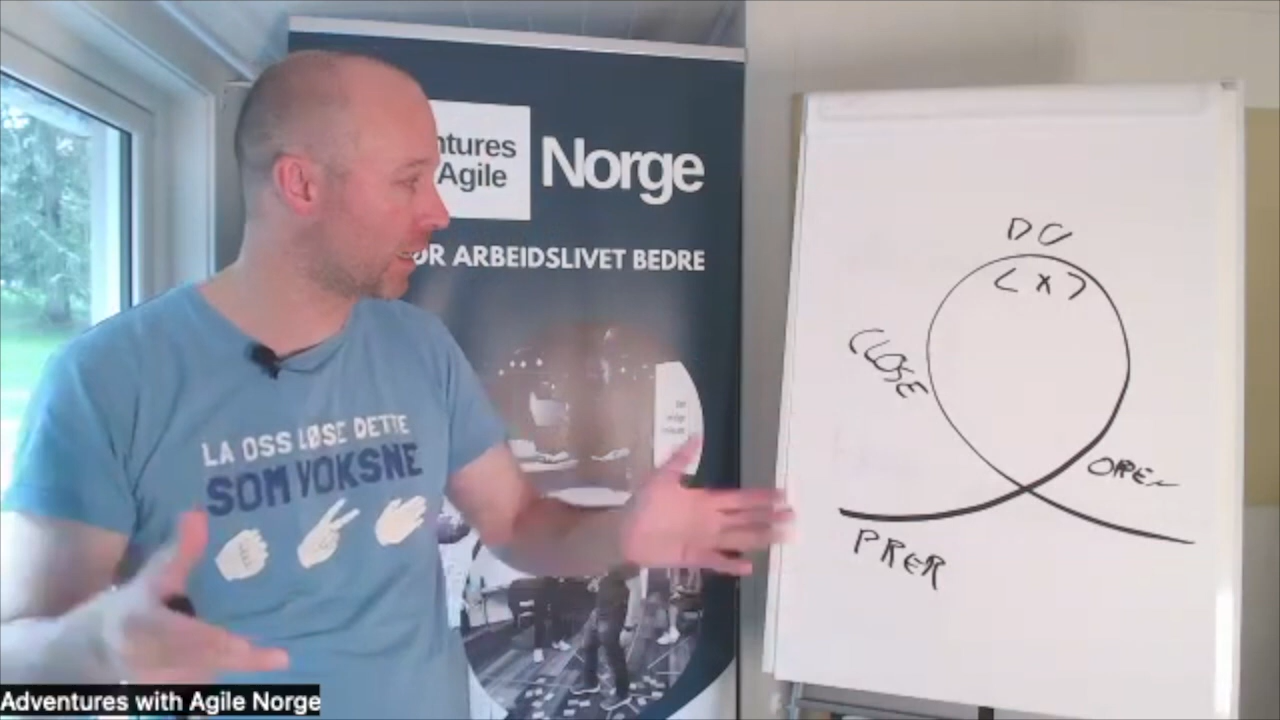 ntures
Agile
Norge
ØR ARBEIDSLIVET BEDRE
LA OSS LØSE DETTE
SOM VOKSNE
DO
< X >
CLOSE
OPEN
PREP
Adventures with Agile Norge